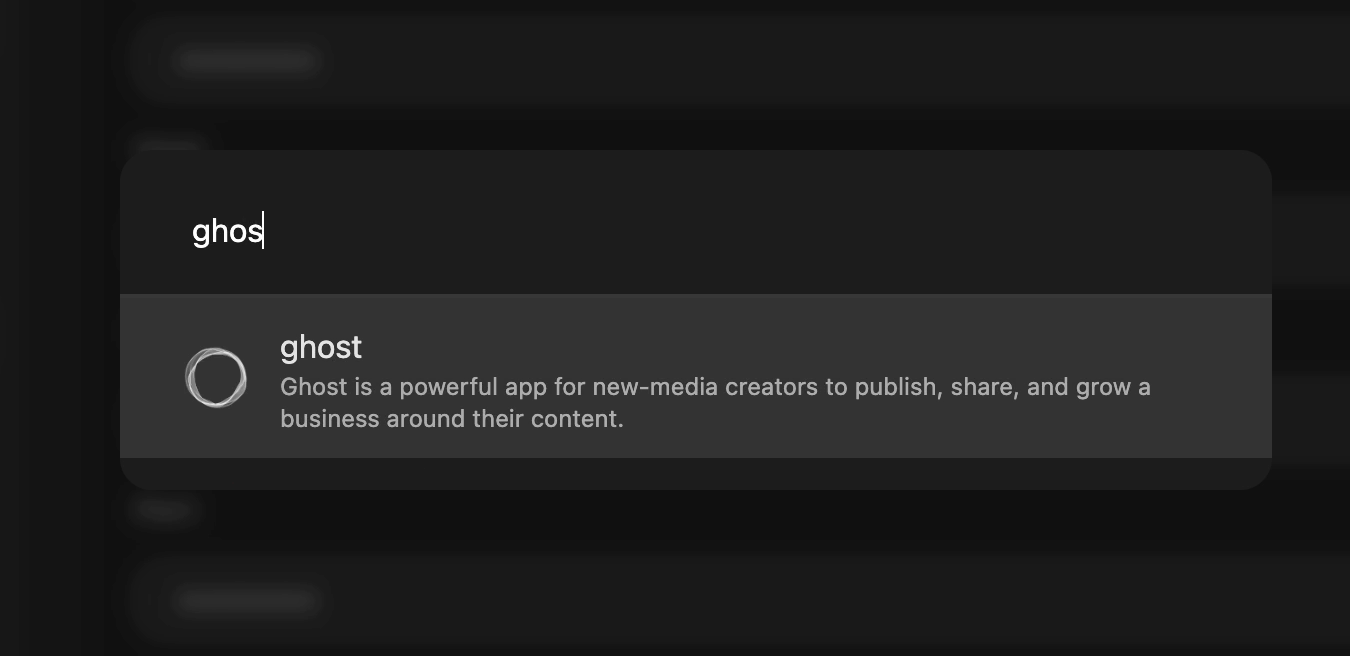 ghos
ghost
Ghost is a powerful app for new-media creators to publish, share, and grow a
business around their content.